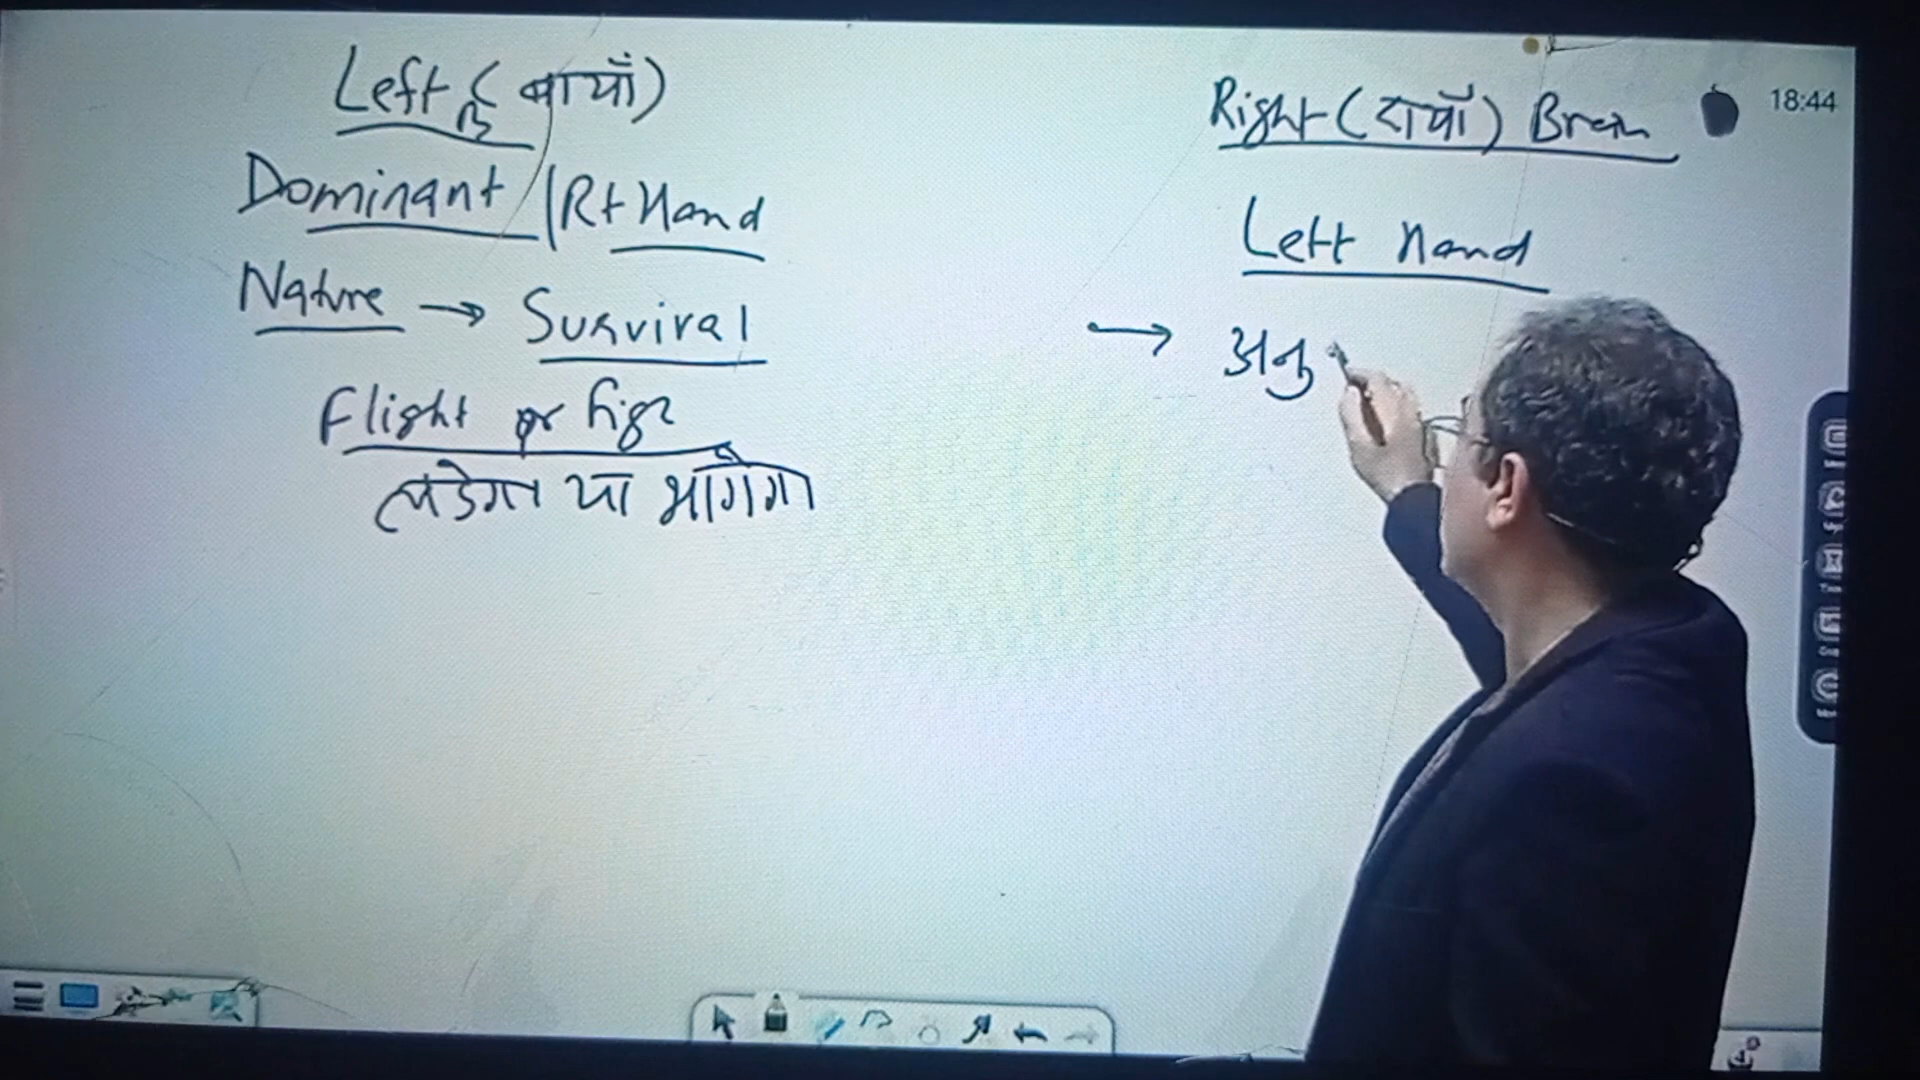 Left B (बायाँ)
Dominant | Rt Hand
Nature → Survival
Flight or fight
लडेगा या भागेगा
Right (दायाँ) Brain
Left Hand
→ अनु
18:44